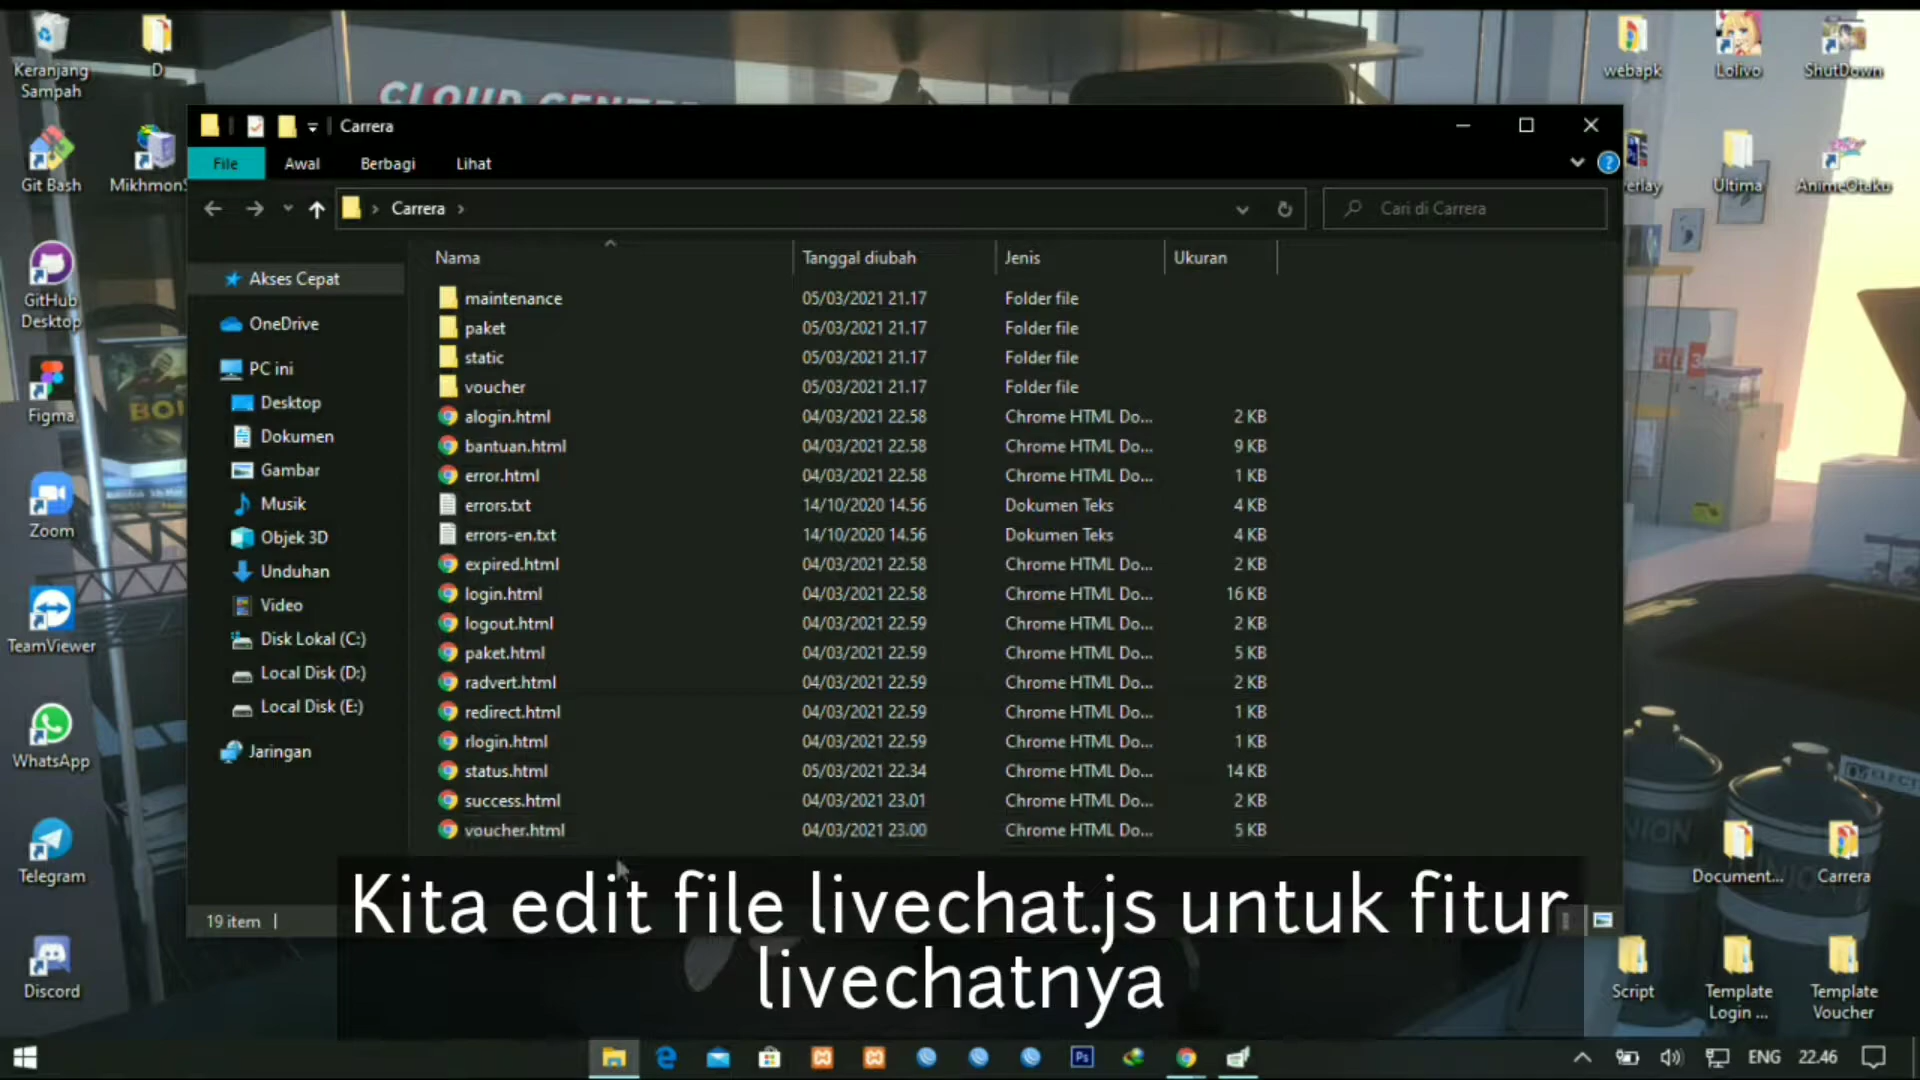 Keranjang
Sampah
D
Git Bash
MikhmonS
GitHub
Desktop
Figma
Zoom
TeamViewer
WhatsApp
Telegram
Discord
CLOUD
Carrera
File
Awal
Berbagi
Lihat
Carrera
Cari di Carrera
Akses Cepat
OneDrive
PC ini
Desktop
Dokumen
Gambar
Musik
Objek 3D
Unduhan
Video
Disk Lokal (C:)
Local Disk (D:)
Local Disk (E:)
Jaringan
Nama Tanggal diubah Jenis Ukuran
maintenance 05/03/2021 21.17 Folder file
paket 05/03/2021 21.17 Folder file
static 05/03/2021 21.17 Folder file
voucher 05/03/2021 21.17 Folder file
alogin.html 04/03/2021 22.58 Chrome HTML Do... 2 KB
bantuan.html 04/03/2021 22.58 Chrome HTML Do... 9 KB
error.html 04/03/2021 22.58 Chrome HTML Do... 1 KB
errors.txt 14/10/2020 14.56 Dokumen Teks 4 KB
errors-en.txt 14/10/2020 14.56 Dokumen Teks 4 KB
expired.html 04/03/2021 22.58 Chrome HTML Do... 2 KB
login.html 04/03/2021 22.58 Chrome HTML Do... 16 KB
logout.html 04/03/2021 22.59 Chrome HTML Do... 2 KB
paket.html 04/03/2021 22.59 Chrome HTML Do... 5 KB
radvert.html 04/03/2021 22.59 Chrome HTML Do... 2 KB
redirect.html 04/03/2021 22.59 Chrome HTML Do... 1 KB
rlogin.html 04/03/2021 22.59 Chrome HTML Do... 1 KB
status.html 05/03/2021 22.34 Chrome HTML Do... 14 KB
success.html 04/03/2021 23.01 Chrome HTML Do... 2 KB
voucher.html 04/03/2021 23.00 Chrome HTML Do... 5 KB
19 item
webapk
Lolivo
ShutDown
erlay
Ultima
AnimeOtaku
Document...
Carrera
Script
Template
Login ...
Template
Voucher
Kita edit file livechat.js untuk fitur
livechatnya
Ps
ENG
22.46